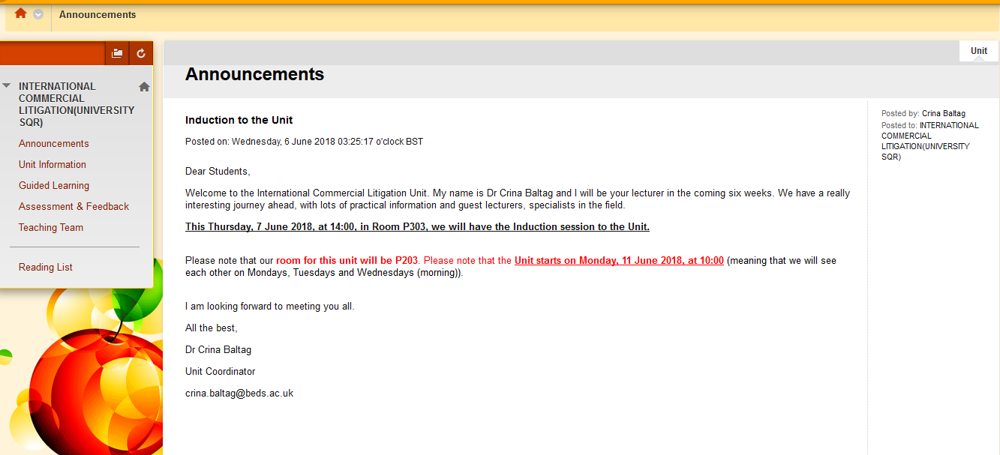 Announcements
Unit
INTERNATIONAL
COMMERCIAL
LITIGATION(UNIVERSITY
SQR)
Announcements
Unit Information
Guided Learning
Assessment & Feedback
Teaching Team
Reading List
Announcements
Induction to the Unit
Posted on: Wednesday, 6 June 2018 03:25:17 o'clock BST
Dear Students,
Welcome to the International Commercial Litigation Unit. My name is Dr Crina Baltag and I will be your lecturer in the coming six weeks. We have a really
interesting journey ahead, with lots of practical information and guest lecturers, specialists in the field.
This Thursday, 7 June 2018, at 14:00, in Room P303, we will have the Induction session to the Unit.
Please note that our room for this unit will be P203. Please note that the Unit starts on Monday, 11 June 2018, at 10:00 (meaning that we will see
each other on Mondays, Tuesdays and Wednesdays (morning)).
I am looking forward to meeting you all.
All the best,
Dr Crina Baltag
Unit Coordinator
crina.baltag@beds.ac.uk
Posted by: Crina Baltag
Posted to: INTERNATIONAL
COMMERCIAL
LITIGATION(UNIVERSITY
SQR)